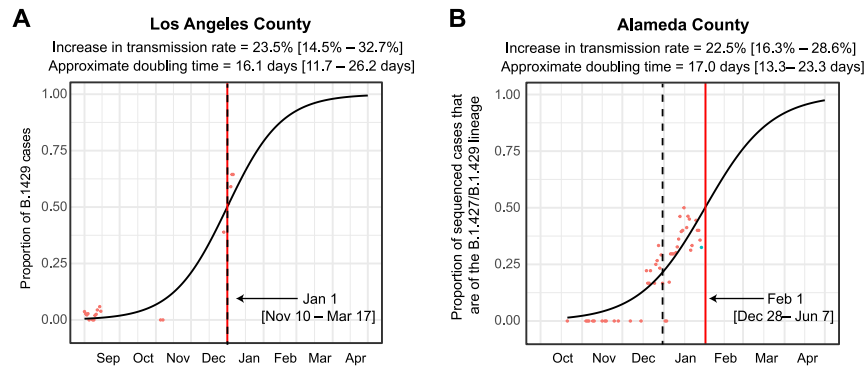 A
Los Angeles County
Increase in transmission rate = 23.5% [14.5% – 32.7%]
Approximate doubling time = 16.1 days [11.7 – 26.2 days]
Proportion of B.1429 cases
1.00
0.75
0.50
0.25
0.00
Jan 1
[Nov 10 – Mar 17]
Sep Oct Nov Dec Jan Feb Mar Apr
B
Alameda County
Increase in transmission rate = 22.5% [16.3% – 28.6%]
Approximate doubling time = 17.0 days [13.3– 23.3 days]
Proportion of sequenced cases that
are of the B.1.427/B.1.429 lineage
1.00
0.75
0.50
0.25
0.00
Feb 1
[Dec 28– Jun 7]
Oct Nov Dec Jan Feb Mar Apr